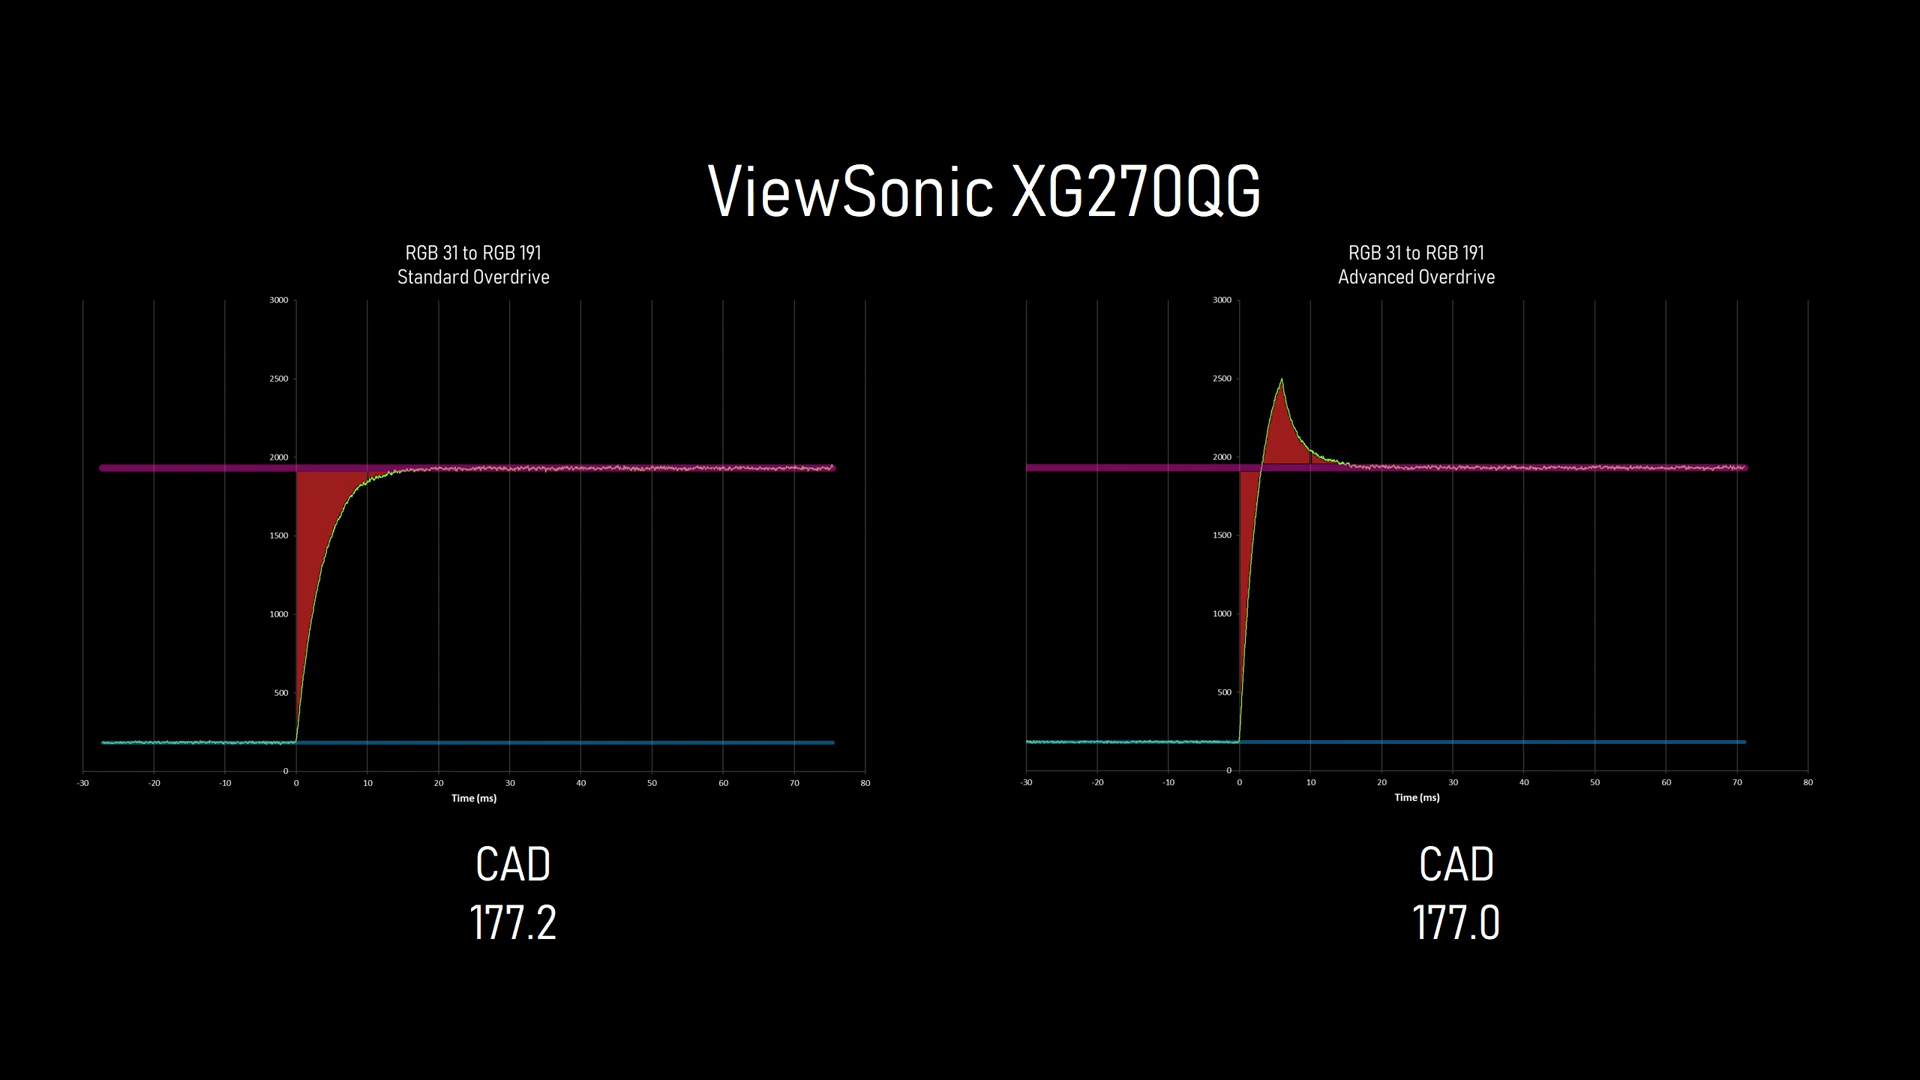 ViewSonic XG270QG
RGB 31 to RGB 191
Standard Overdrive
3000
2500
2000
1500
1000
500
0
-30 -20 -10 0 10 20 30 40 50 60 70 80
Time (ms)
CAD
177.2
RGB 31 to RGB 191
Advanced Overdrive
3000
2500
2000
1500
1000
500
0
-30 -20 -10 0 10 20 30 40 50 60 70 80
Time (ms)
CAD
177.0